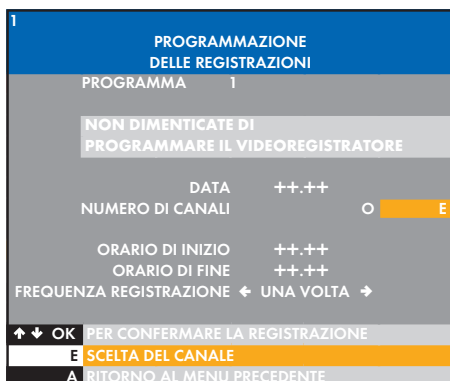 1
PROGRAMMAZIONE
DELLE REGISTRAZIONI
PROGRAMMA 1
NON DIMENTICATE DI
PROGRAMMARE IL VIDEOREGISTRATORE
DATA ++.++
NUMERO DI CANALI O E
ORARIO DI INIZIO ++.++
ORARIO DI FINE ++.++
FREQUENZA REGISTRAZIONE ← UNA VOLTA →
↑ ↓ OK PER CONFERMARE LA REGISTRAZIONE
E SCELTA DEL CANALE
A RITORNO AL MENU PRECEDENTE